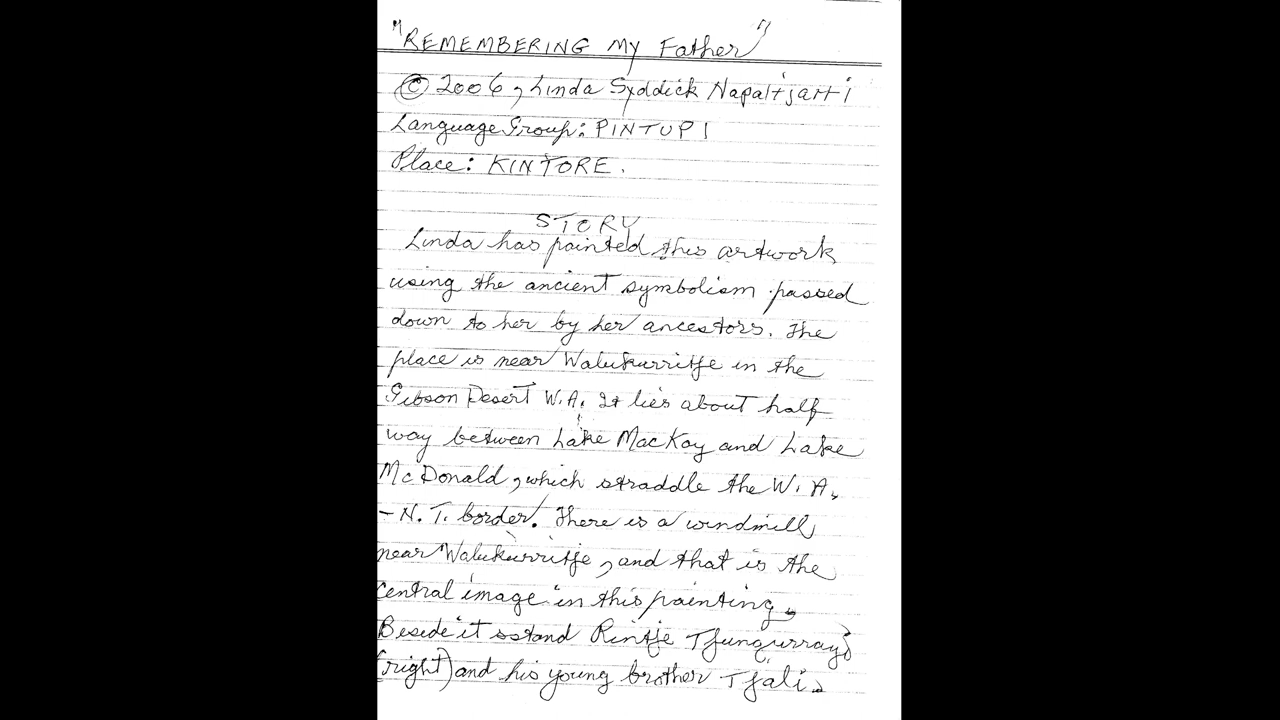 "REMEMBERING My Father"
© 2006, Linda Syddick Napaltjarri
Language Group: PINTUPI
Place: KINTORE.
STORY
Linda has painted this artwork
using the ancient symbolism passed
down to her by her ancestors. The
place is near Walukurritje in the
Gibson Desert W.A. It lies about half
way between Lake MacKay and Lake
McDonald, which straddle the W.A.
- N.T. border. There is a windmill
near Walukurritje, and that is the
central image in this painting.
Beside it sstand Rintje Tjungurrayi
(right) and his young brother Tjali.